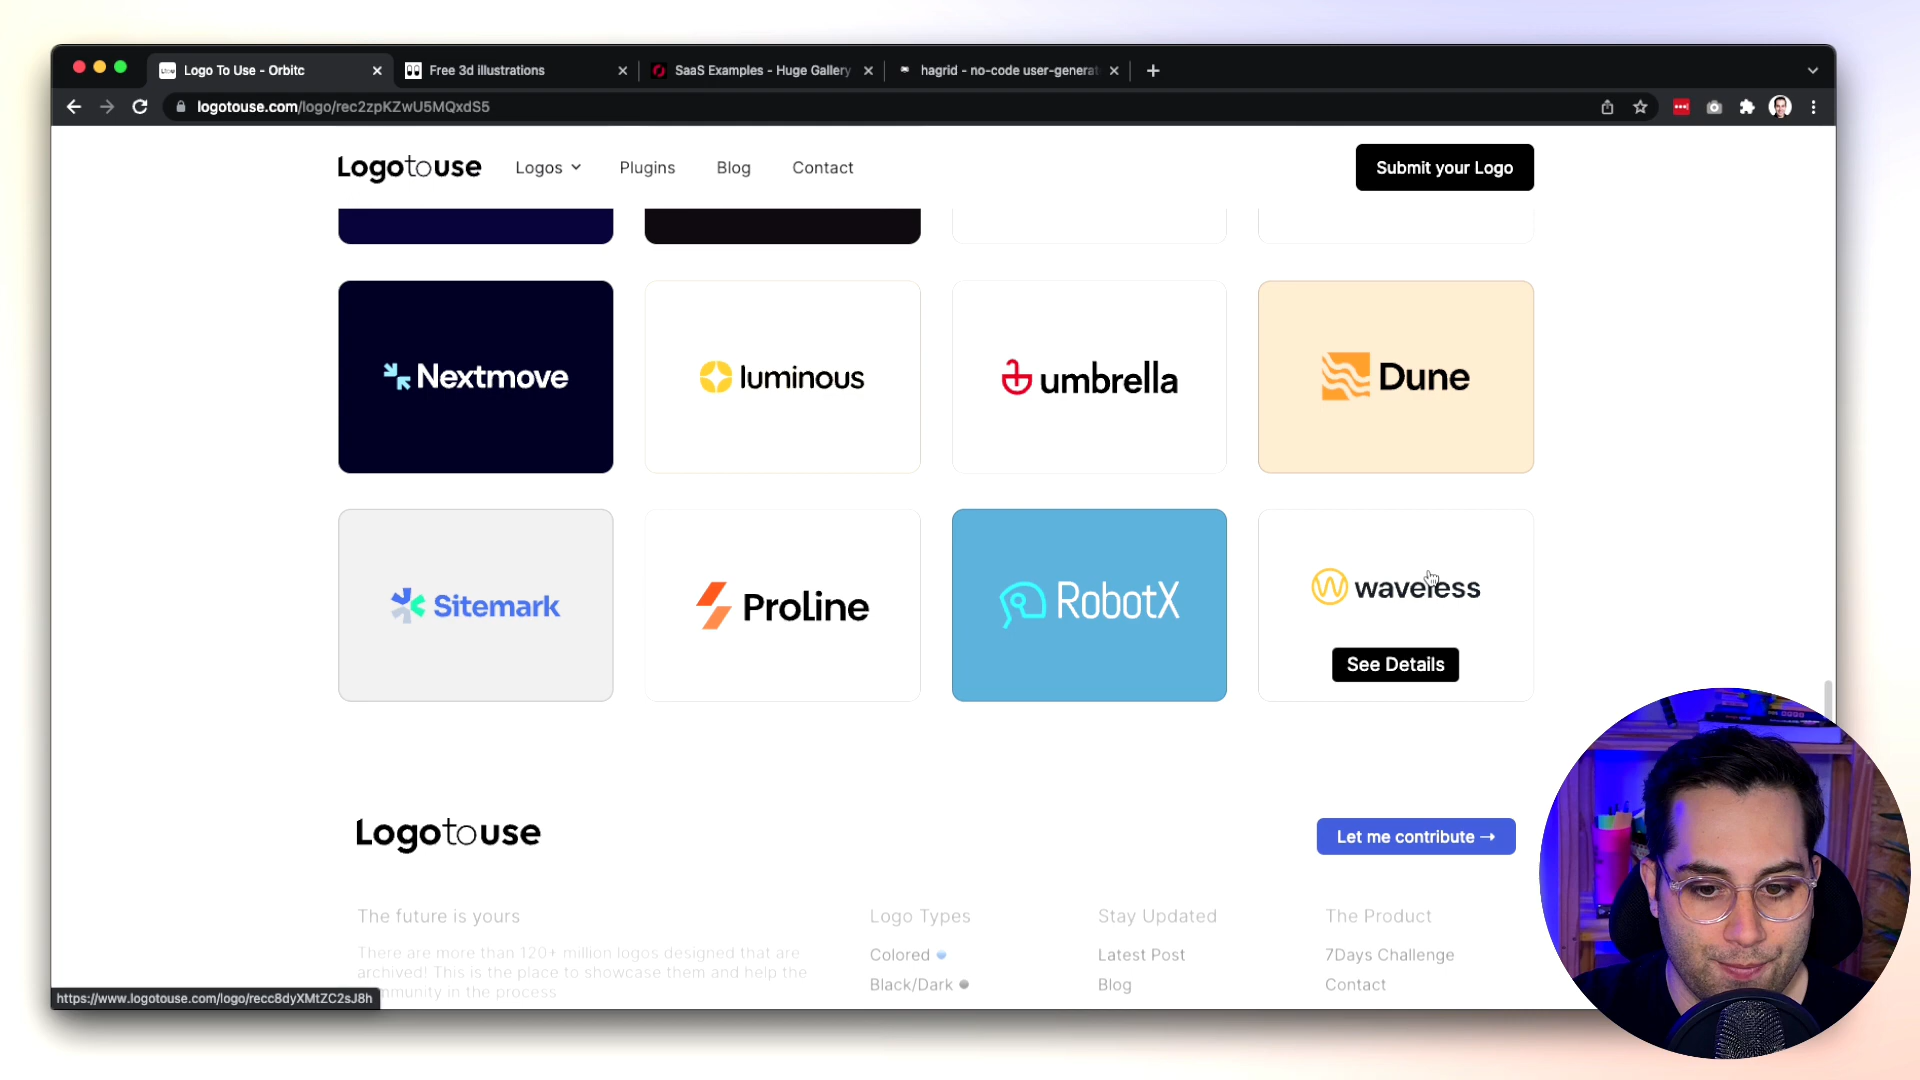 Logo To Use - Orbitc
Free 3d illustrations
SaaS Examples - Huge Gallery
hagrid - no-code user-generat
logotouse.com/logo/rec2zpKZwU5MQxdS5
Logotouse
Logos
Plugins
Blog
Contact
Submit your Logo
Nextmove
luminous
umbrella
Dune
Sitemark
ProLine
RobotX
waveless
See Details
Logotouse
Let me contribute →
The future is yours
Logo Types
Stay Updated
The Product
There are more than 120+ million logos designed that are
archived! This is the place to showcase them and help the
mmunity in the process
Colored
Latest Post
7Days Challenge
Black/Dark
Blog
Contact
https://www.logotouse.com/logo/recc8dyXMtZC2sJ8h